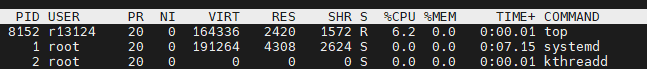 PID USER PR NI VIRT RES SHR S %CPU %MEM TIME+ COMMAND
8152 r13124 20 0 164336 2420 1572 R 6.2 0.0 0:00.01 top
1 root 20 0 191264 4308 2624 S 0.0 0.0 0:07.15 systemd
2 root 20 0 0 0 0 S 0.0 0.0 0:00.01 kthreadd